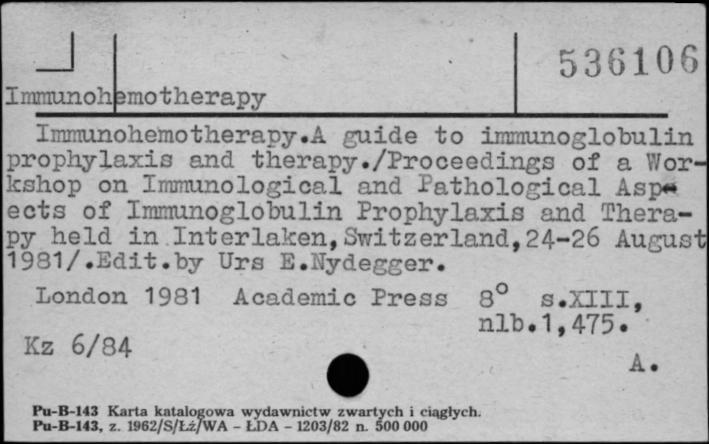 536106
Immunohemotherapy
Immunohemotherapy.A guide to immunoglobulin
prophylaxis and therapy./Proceedings of a Wor-
kshop on Immunological and Pathological Aspe
ects of Immunoglobulin Prophylaxis and Thera-
py held in Interlaken,Switzerland,24-26 August
1981/.Edit.by Urs E.Nydegger.
London 1981 Academic Press 8° s.XIII,
nlb.1,475.
Kz 6/84
A.
Pu-B-143 Karta katalogowa wydawnictw zwartych i ciągłych.
Pu-B-143, z. 1962/S/Łż/WA - ŁDA - 1203/82 n. 500 000